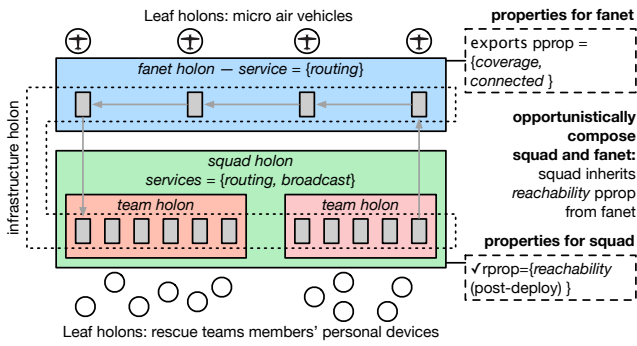 Leaf holons: micro air vehicles
properties for fanet
exports pprop =
{coverage,
connected }
fanet holon — service = {routing}
infrastructure holon
opportunistically
compose
squad and fanet:
squad inherits
reachability pprop
from fanet
squad holon
services = {routing, broadcast}
team holon
team holon
properties for squad
✓rprop={reachability
(post-deploy) }
Leaf holons: rescue teams members’ personal devices